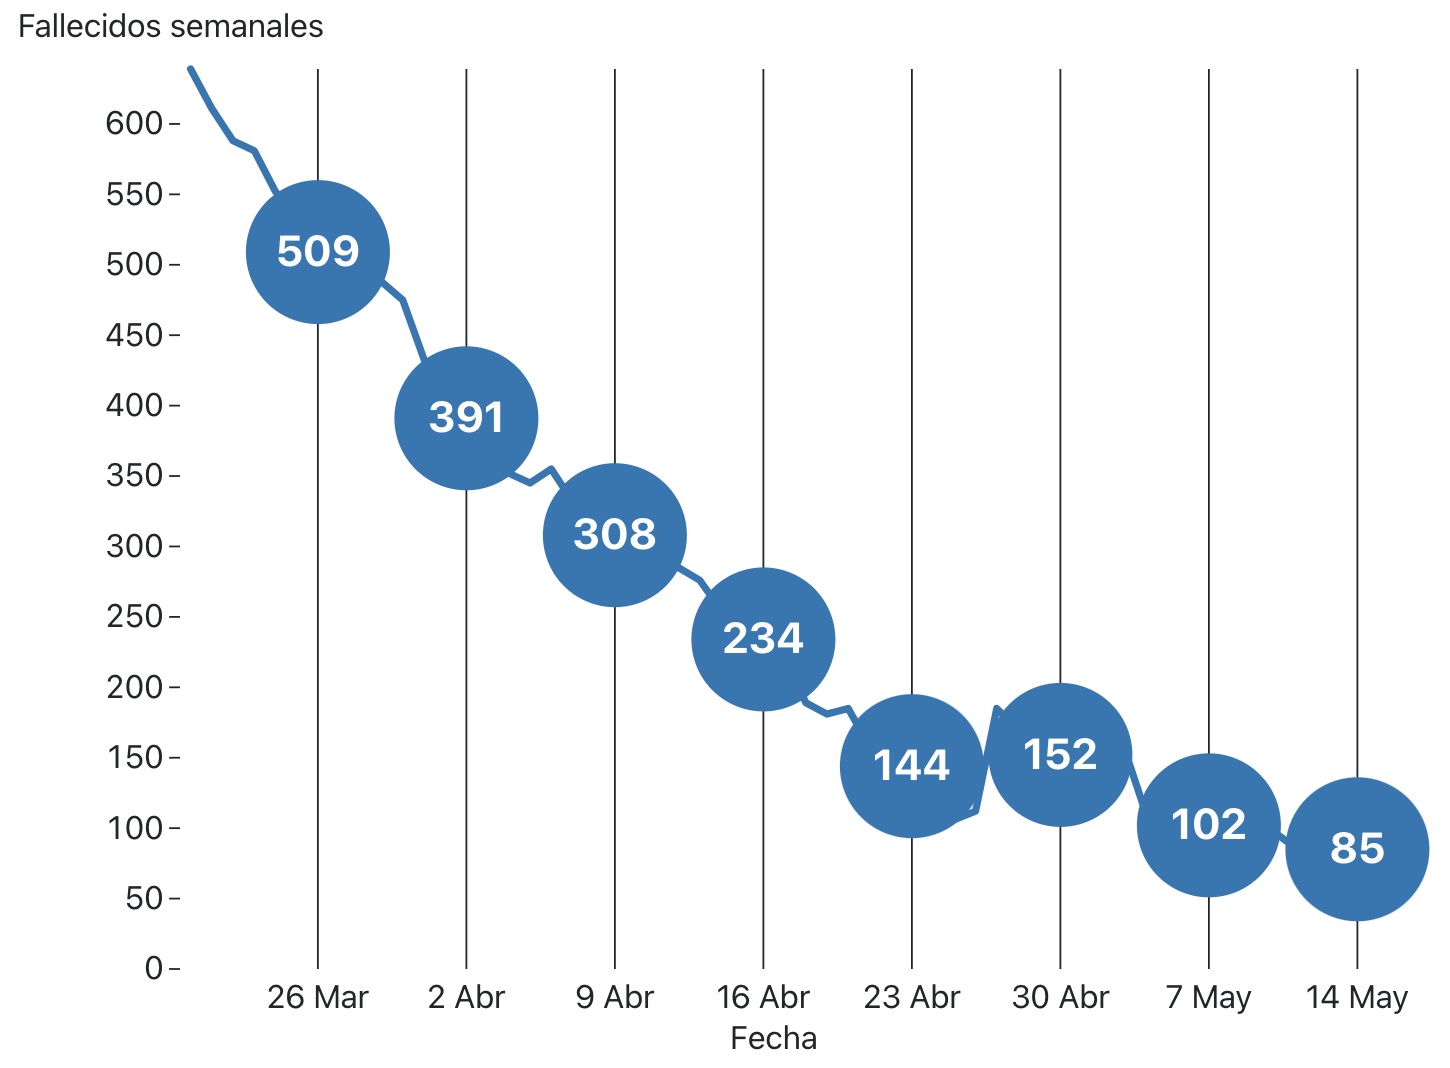 Fallecidos semanales
600
550
500
450
400
350
300
250
200
150
100
50
0
509
391
308
234
144
152
102
85
26 Mar
2 Abr
9 Abr
16 Abr
23 Abr
30 Abr
7 May
14 May
Fecha